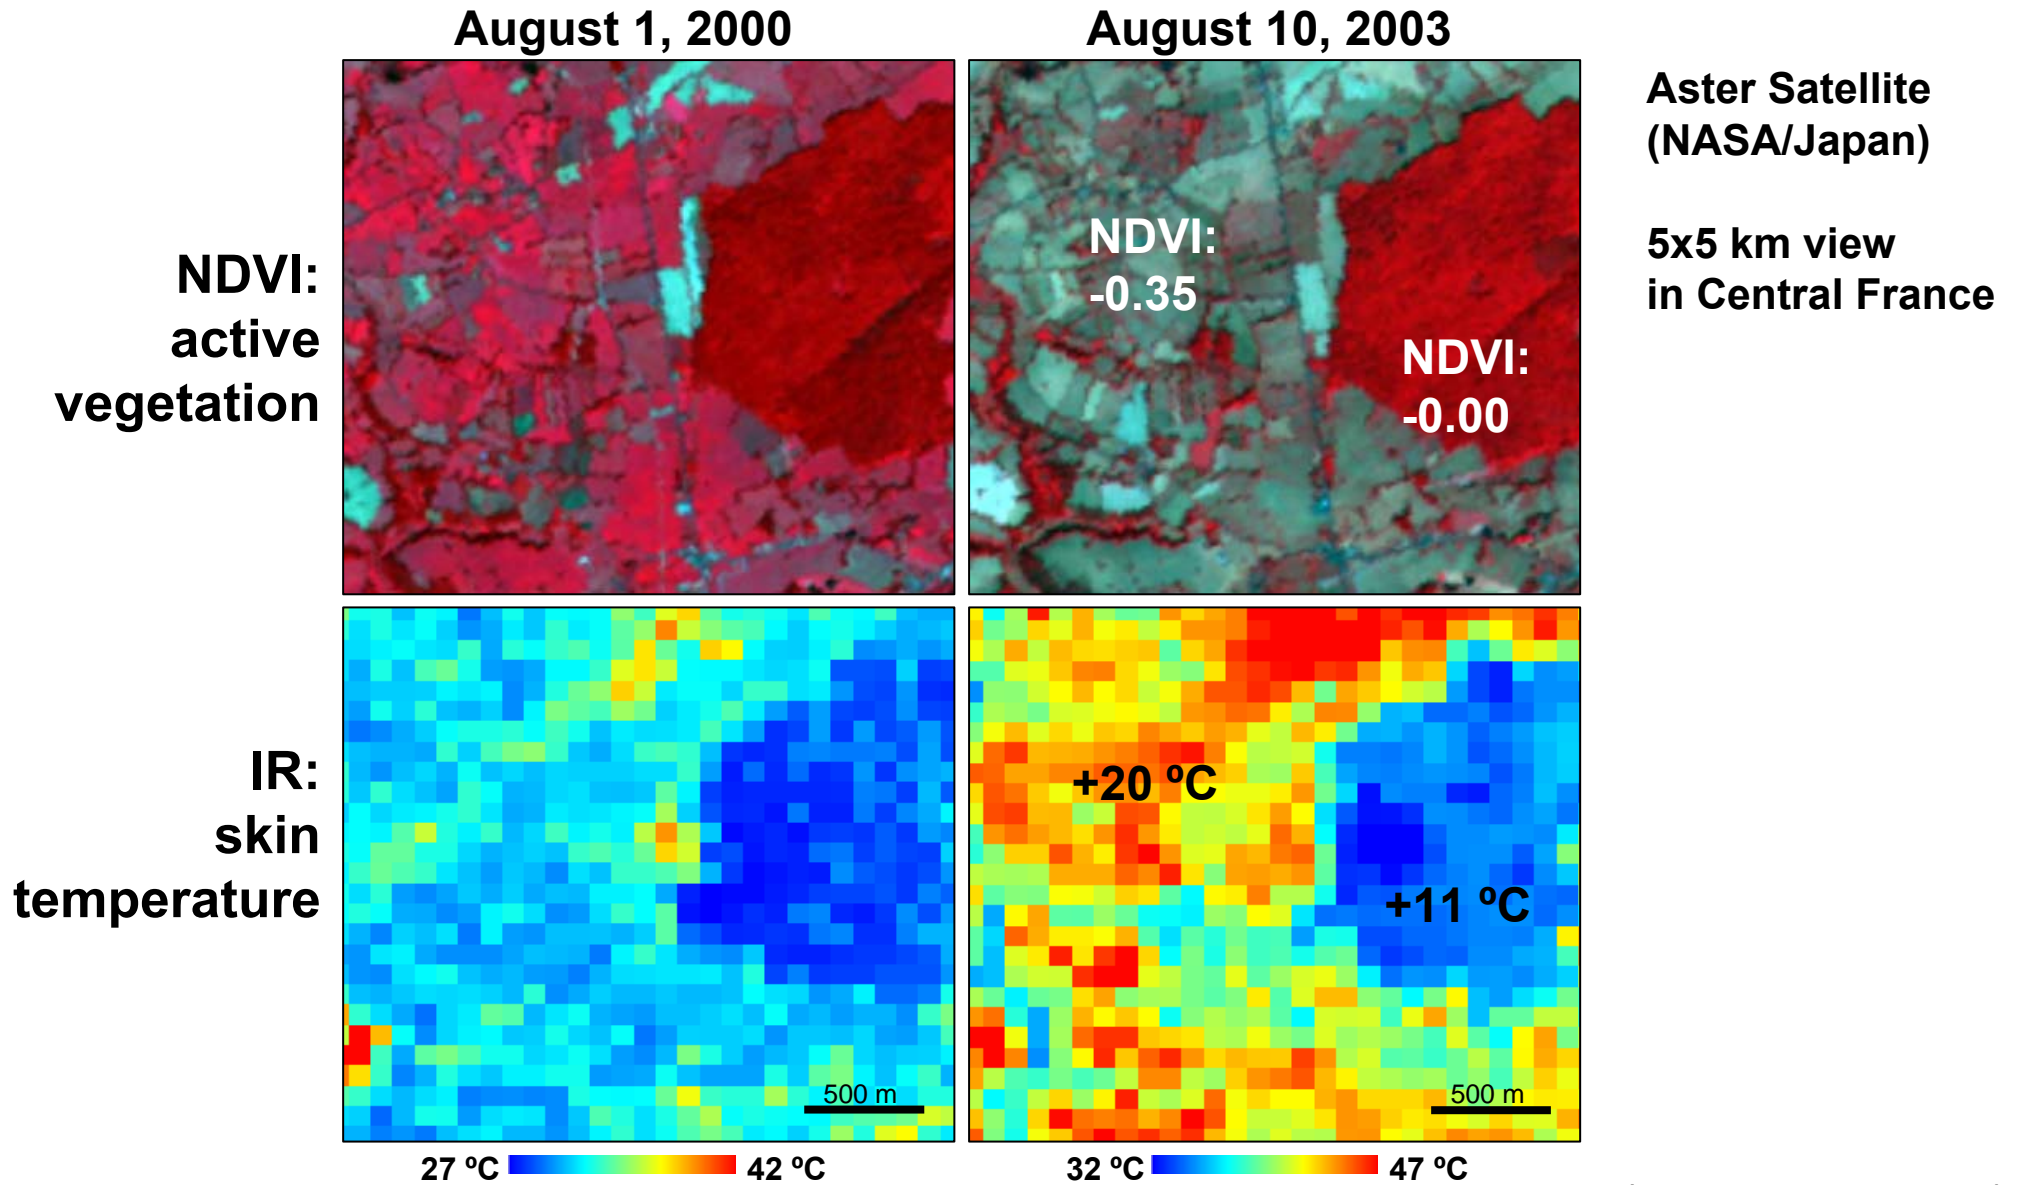 August 1, 2000
August 10, 2003
Aster Satellite
(NASA/Japan)
5x5 km view
in Central France
NDVI:
active
vegetation
NDVI:
-0.35
NDVI:
-0.00
IR:
skin
temperature
+20 ºC
+11 ºC
500 m
500 m
27 ºC
42 ºC
32 ºC
47 ºC